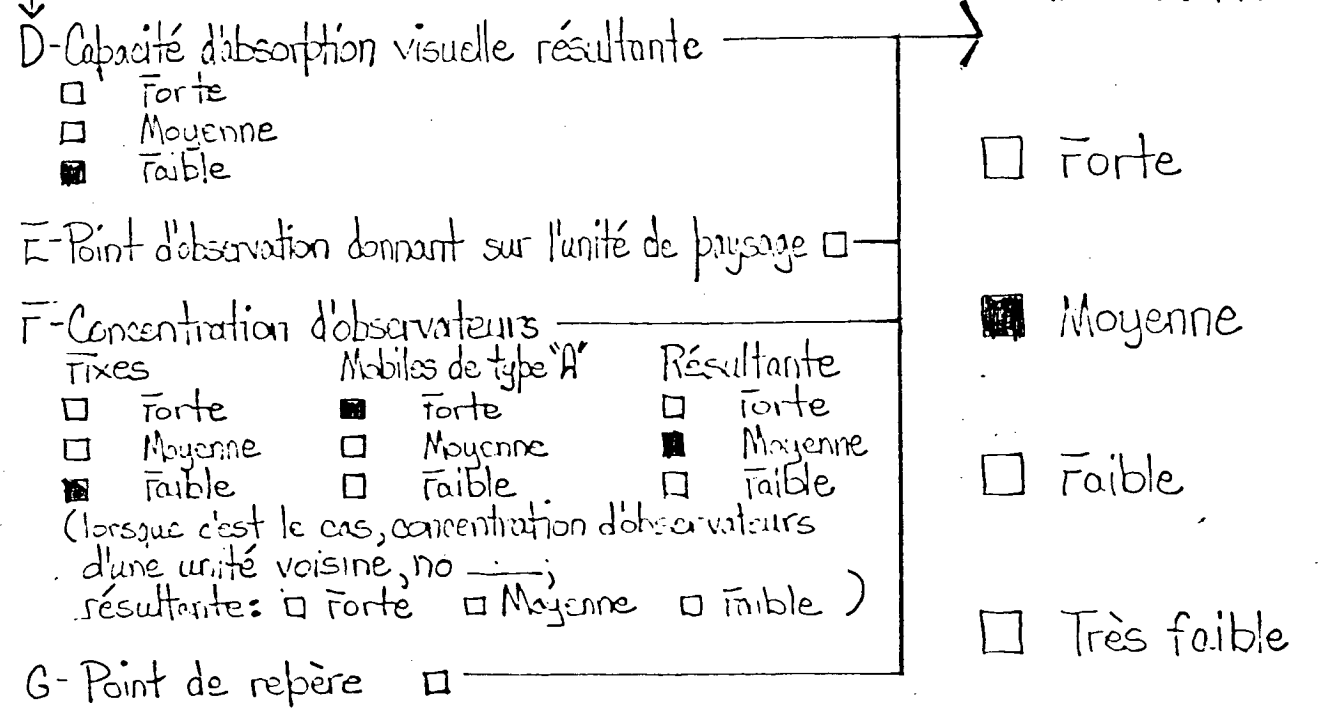 D-Capacité d'absorption visuelle résultante
□ Forte
□ Moyenne
■ Faible
E-Point d'observation donnant sur l'unité de paysage □
F-Concentration d'observateurs
Fixes Mobiles de type "A" Résultante
□ Forte ■ Forte □ Forte
□ Moyenne □ Moyenne ■ Moyenne
■ Faible □ Faible □ Faible
(lorsque c'est le cas, concentration d'observateurs
d'une unité voisine, no ___;
résultante: □ Forte □ Moyenne □ Faible )
G- Point de repère □
□ Forte
■ Moyenne
□ Faible
□ Très faible